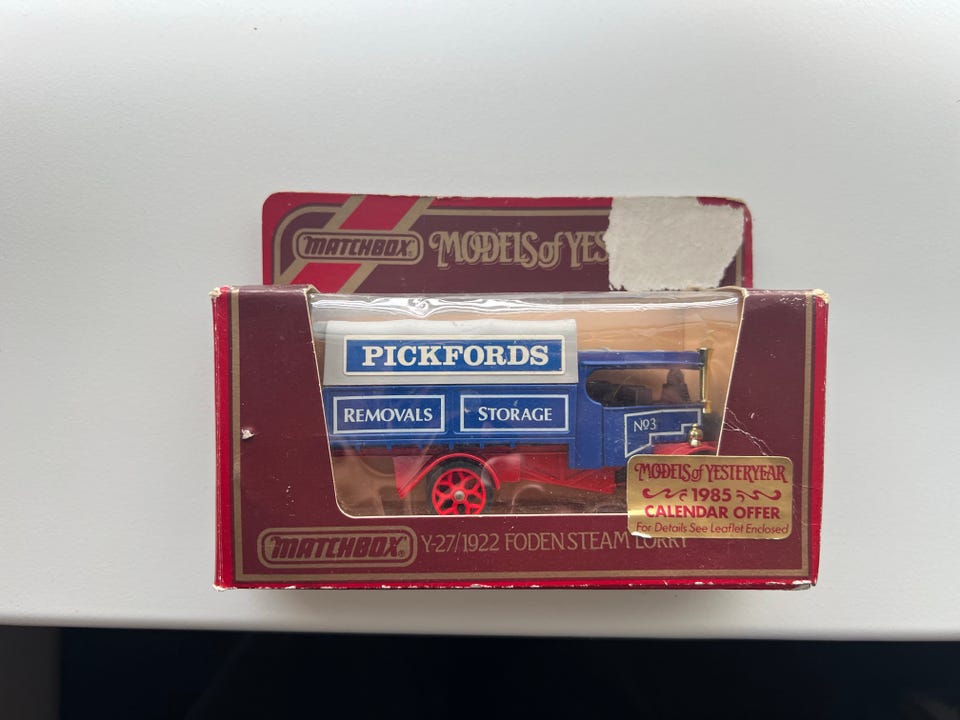 MATCHBOX® MODELS of YES
PICKFORDS
REMOVALS STORAGE
No3
MODELS of YESTERYEAR
1985
CALENDAR OFFER
For Details See Leaflet Enclosed
MATCHBOX® Y-27/1922 FODEN STEAM LORRY